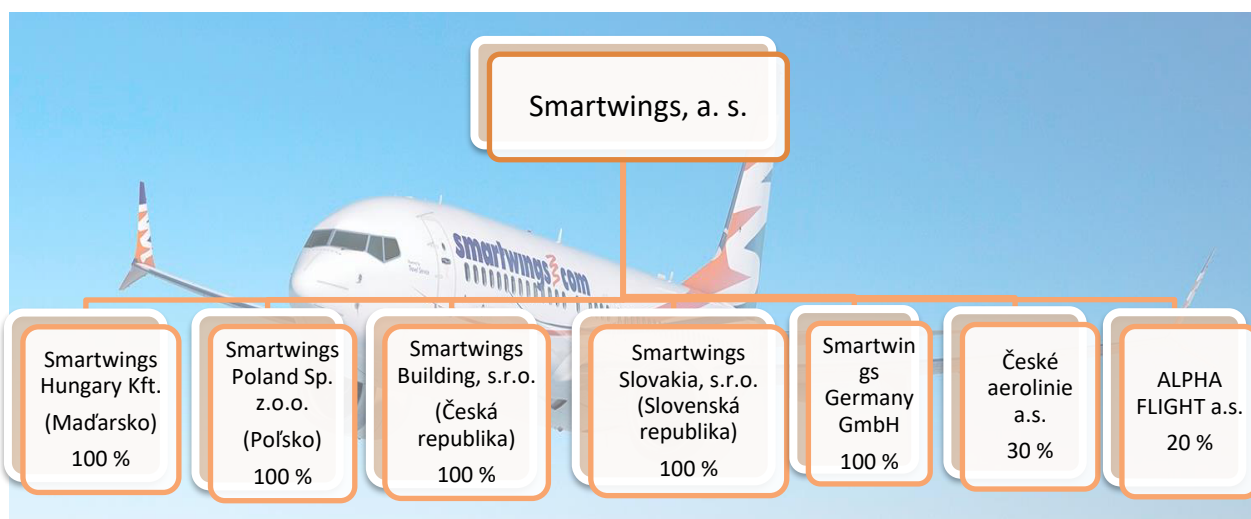 Smartwings, a. s.
smartwings.com
Smartwings
Hungary Kft.
(Maďarsko)
100 %
Smartwings
Poland Sp.
z.o.o.
(Poľsko)
100 %
Smartwings
Building, s.r.o.
(Česká
republika)
100 %
Smartwings
Slovakia, s.r.o.
(Slovenská
republika)
100 %
Smartwin
gs
Germany
GmbH
100 %
České
aerolinie
a.s.
30 %
ALPHA
FLIGHT a.s.
20 %